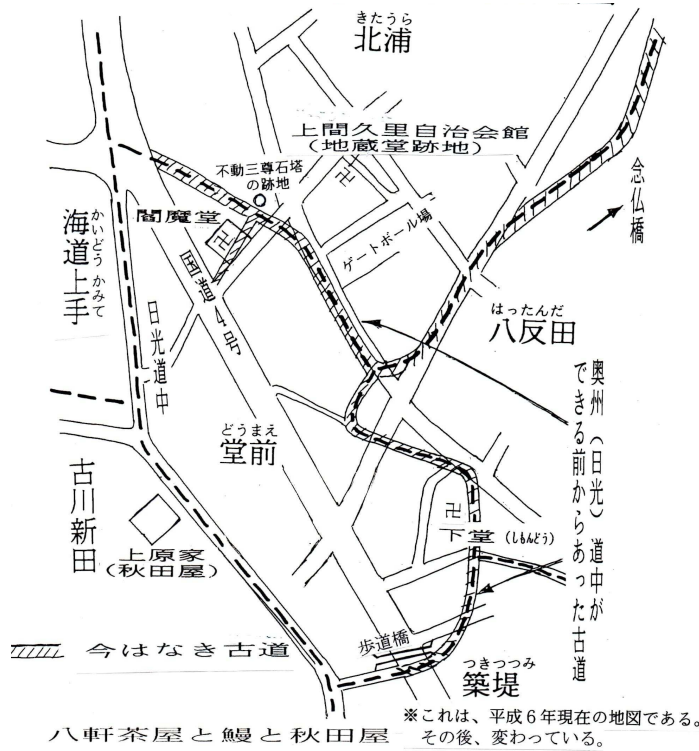 きたうら
北浦
上間久里自治会館
(地蔵堂跡地)
不動三尊石塔
の跡地
卍
念仏橋
閻魔堂
卍
ゲートボール場
かいどう かみて
海道上手
国道4号
日光道中
はったんだ
八反田
奥州(日光)道中が
できる前からあった古道
どうまえ
堂前
古川新田
卍
下堂(しもんどう)
上原家
(秋田屋)
今はなき古道
歩道橋
つきつつみ
築堤
八軒茶屋と鰻と秋田屋
※これは、平成6年現在の地図である。
その後、変わっている。